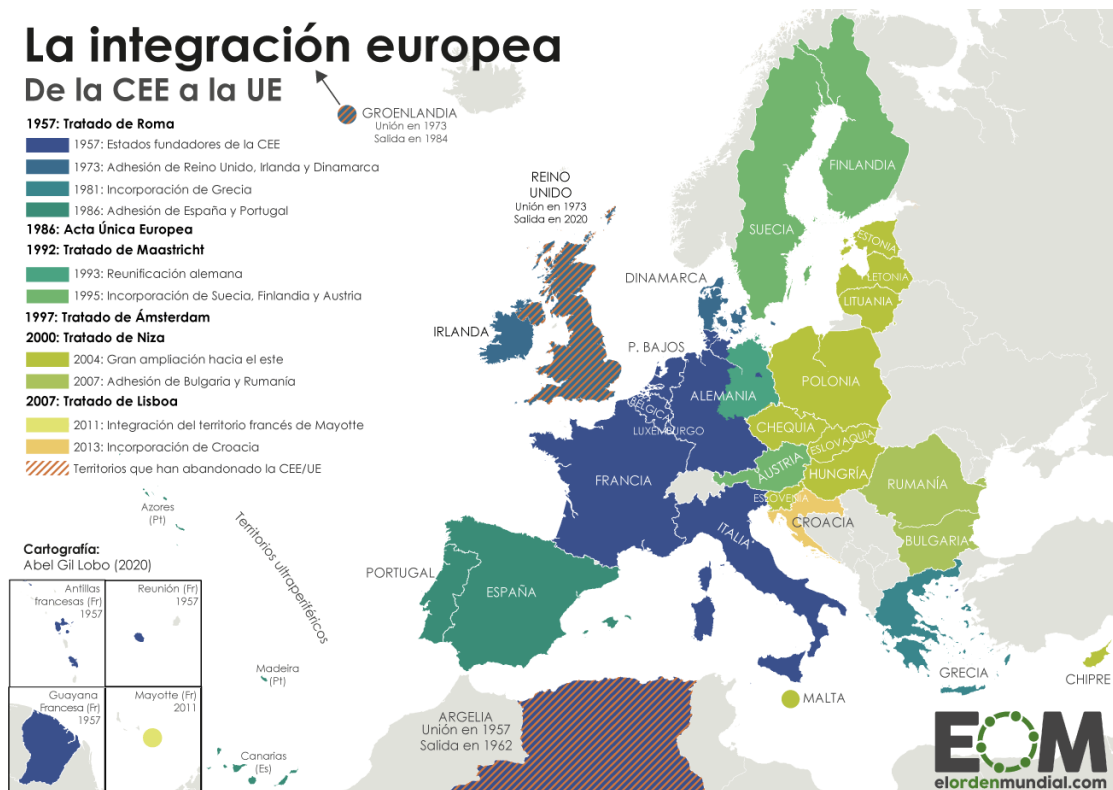 La integración europea
De la CEE a la UE
1957: Tratado de Roma
1957: Estados fundadores de la CEE
1973: Adhesión de Reino Unido, Irlanda y Dinamarca
1981: Incorporación de Grecia
1986: Adhesión de España y Portugal
1986: Acta Única Europea
1992: Tratado de Maastricht
1993: Reunificación alemana
1995: Incorporación de Suecia, Finlandia y Austria
1997: Tratado de Ámsterdam
2000: Tratado de Niza
2004: Gran ampliación hacia el este
2007: Adhesión de Bulgaria y Rumanía
2007: Tratado de Lisboa
2011: Integración del territorio francés de Mayotte
2013: Incorporación de Croacia
Territorios que han abandonado la CEE/UE
GROENLANDIA
Unión en 1973
Salida en 1984
REINO
UNIDO
Unión en 1973
Salida en 2020
IRLANDA
DINAMARCA
SUECIA
FINLANDIA
ESTONIA
LETONIA
LITUANIA
P. BAJOS
BÉLGICA
LUXEMBURGO
ALEMANIA
POLONIA
CHEQUIA
ESLOVAQUIA
AUSTRIA
HUNGRÍA
ESLOVENIA
CROACIA
RUMANÍA
BULGARIA
FRANCIA
ITALIA
PORTUGAL
ESPAÑA
GRECIA
CHIPRE
MALTA
ARGELIA
Unión en 1957
Salida en 1962
Azores
(Pt)
Territorios ultraperiféricos
Madeira
(Pt)
Canarias
(Es)
Cartografía:
Abel Gil Lobo (2020)
Antillas
francesas (Fr)
1957
Reunión (Fr)
1957
Guayana
Francesa (Fr)
1957
Mayotte (Fr)
2011
EOM
elordenmundial.com